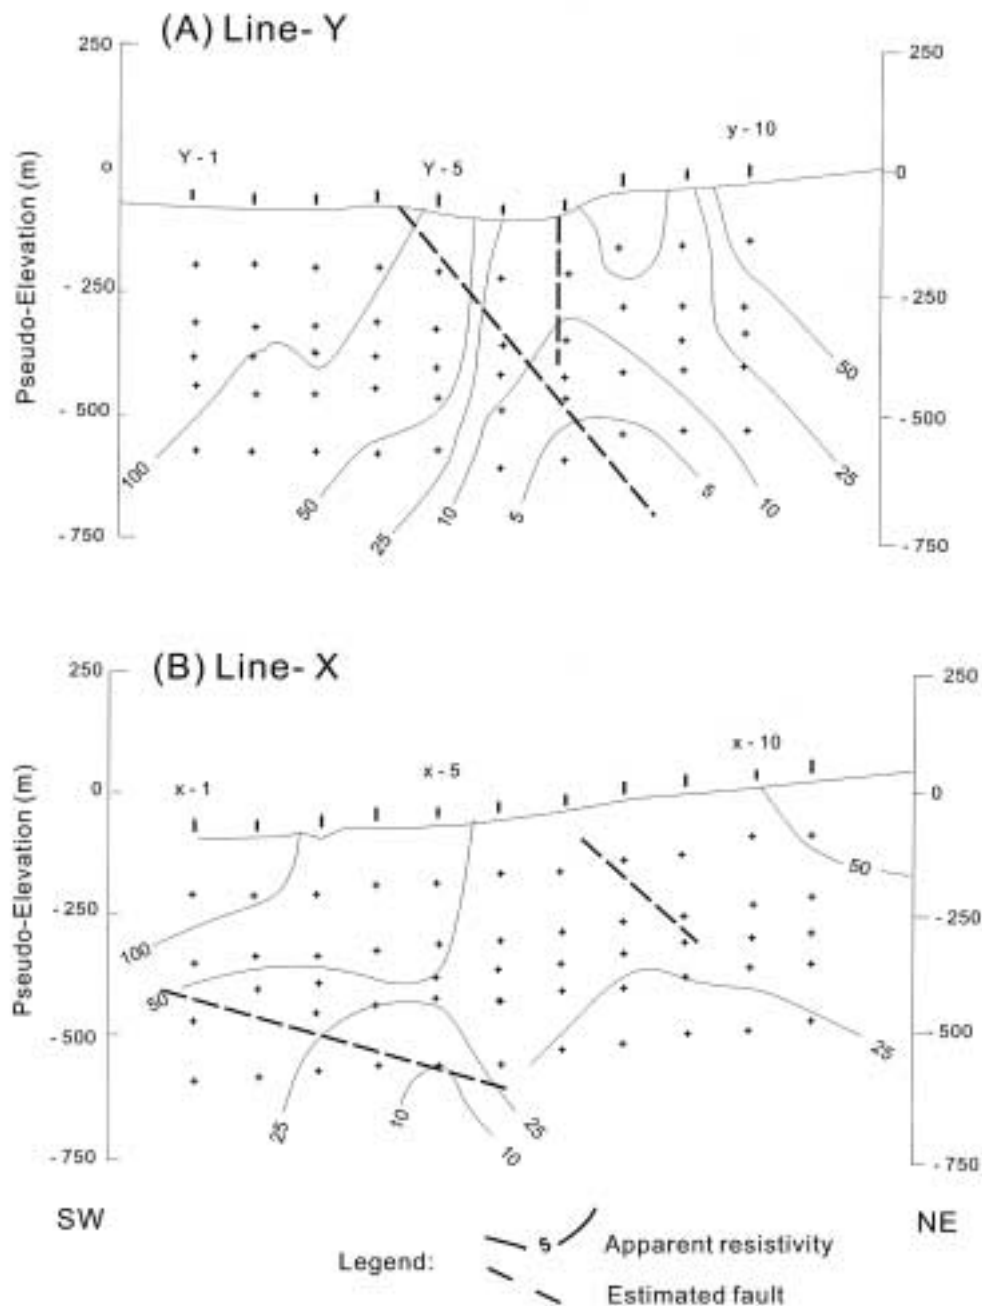 (A) Line- Y
250
250
Y - 1
Y - 5
y - 10
o
0
Pseudo-Elevation (m)
- 250
- 250
50
- 500
- 500
100
50
25
10
5
5
10
25
- 750
- 750
(B) Line- X
250
250
x - 1
x - 5
x - 10
0
0
Pseudo-Elevation (m)
50
- 250
- 250
100
50
- 500
- 500
25
25
10
25
10
- 750
- 750
SW
NE
Legend:
5
Apparent resistivity
Estimated fault